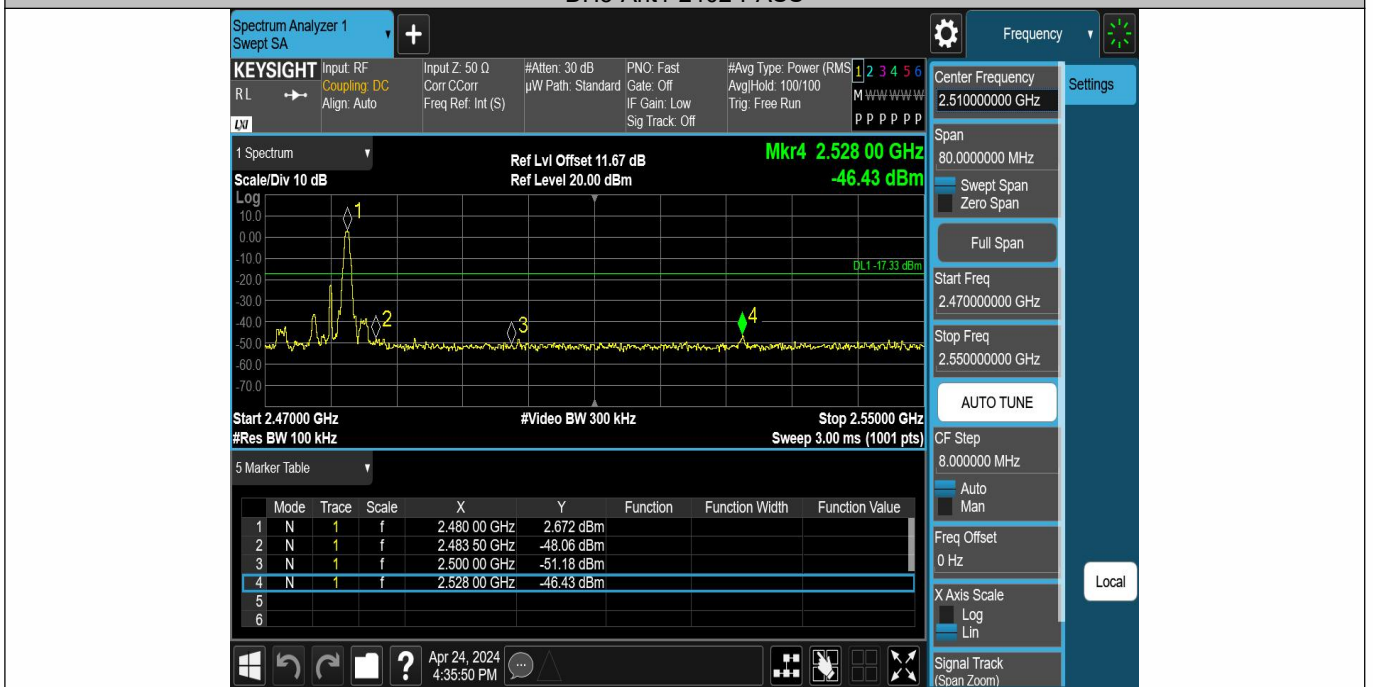 Spectrum Analyzer 1
Swept SA
+
Frequency
KEYSIGHT
RL
LXI
Input: RF
Coupling: DC
Align: Auto
Input Z: 50 Ω
Corr CCorr
Freq Ref: Int (S)
#Atten: 30 dB
µW Path: Standard
PNO: Fast
Gate: Off
IF Gain: Low
Sig Track: Off
#Avg Type: Power (RMS
Avg|Hold: 100/100
Trig: Free Run
1 2 3 4 5 6
M W W W W W
P P P P P P
1 Spectrum
Scale/Div 10 dB
Ref Lvl Offset 11.67 dB
Ref Level 20.00 dBm
Mkr4 2.528 00 GHz
-46.43 dBm
Log
10.0
0.00
-10.0
-20.0
-30.0
-40.0
-50.0
-60.0
-70.0
1
2
3
4
DL1 -17.33 dBm
Start 2.47000 GHz
#Video BW 300 kHz
Stop 2.55000 GHz
#Res BW 100 kHz
Sweep 3.00 ms (1001 pts)
5 Marker Table
Mode Trace Scale X Y Function Function Width Function Value
1 N 1 f 2.480 00 GHz 2.672 dBm
2 N 1 f 2.483 50 GHz -48.06 dBm
3 N 1 f 2.500 00 GHz -51.18 dBm
4 N 1 f 2.528 00 GHz -46.43 dBm
5
6
?
Apr 24, 2024
4:35:50 PM
Center Frequency
2.510000000 GHz
Settings
Span
80.0000000 MHz
Swept Span
Zero Span
Full Span
Start Freq
2.470000000 GHz
Stop Freq
2.550000000 GHz
AUTO TUNE
CF Step
8.000000 MHz
Auto
Man
Freq Offset
0 Hz
X Axis Scale
Log
Lin
Local
Signal Track
(Span Zoom)